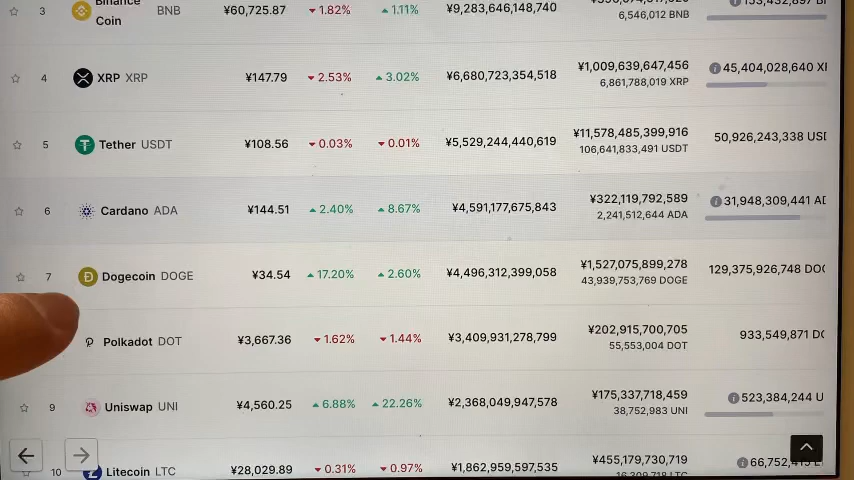 3 Binance Coin BNB ¥60,725.87 1.82% 1.11% ¥9,283,646,148,740
6,546,012 BNB
4 XRP XRP ¥147.79 2.53% 3.02% ¥6,680,723,354,518 ¥1,009,639,647,456 45,404,028,640 XR
6,861,788,019 XRP
5 Tether USDT ¥108.56 0.03% 0.01% ¥5,529,244,440,619 ¥11,578,485,399,916 50,926,243,338 USD
106,641,833,491 USDT
6 Cardano ADA ¥144.51 2.40% 8.67% ¥4,591,177,675,843 ¥322,119,792,589 31,948,309,441 AD
2,241,512,644 ADA
7 Dogecoin DOGE ¥34.54 17.20% 2.60% ¥4,496,312,399,058 ¥1,527,075,899,278 129,375,926,748 DOG
43,939,753,769 DOGE
Polkadot DOT ¥3,667.36 1.62% 1.44% ¥3,409,931,278,799 ¥202,915,700,705 933,549,871 DO
55,553,004 DOT
9 Uniswap UNI ¥4,560.25 6.88% 22.26% ¥2,368,049,947,578 ¥175,337,718,459 523,384,244 U
38,752,983 UNI
10 Litecoin LTC ¥28,029.89 0.31% 0.97% ¥1,862,959,597,535 ¥455,179,730,719